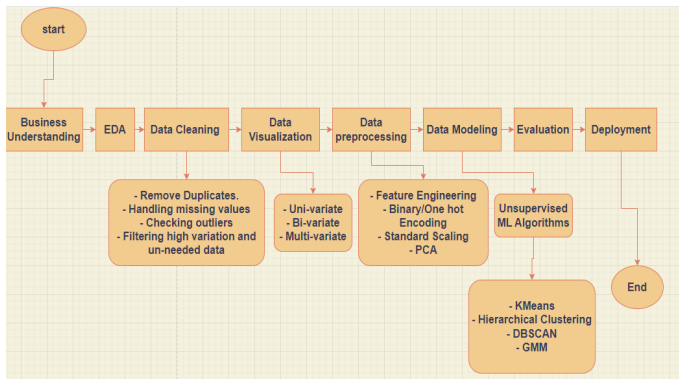 start
Business
Understanding
EDA
Data Cleaning
Data
Visualization
Data
preprocessing
Data Modeling
Evaluation
Deployment
- Remove Duplicates.
- Handling missing values
- Checking outliers
- Filtering high variation and
un-needed data
- Uni-variate
- Bi-variate
- Multi-variate
- Feature Engineering
- Binary/One hot
Encoding
- Standard Scaling
- PCA
Unsupervised
ML Algorithms
- KMeans
- Hierarchical Clustering
- DBSCAN
- GMM
End